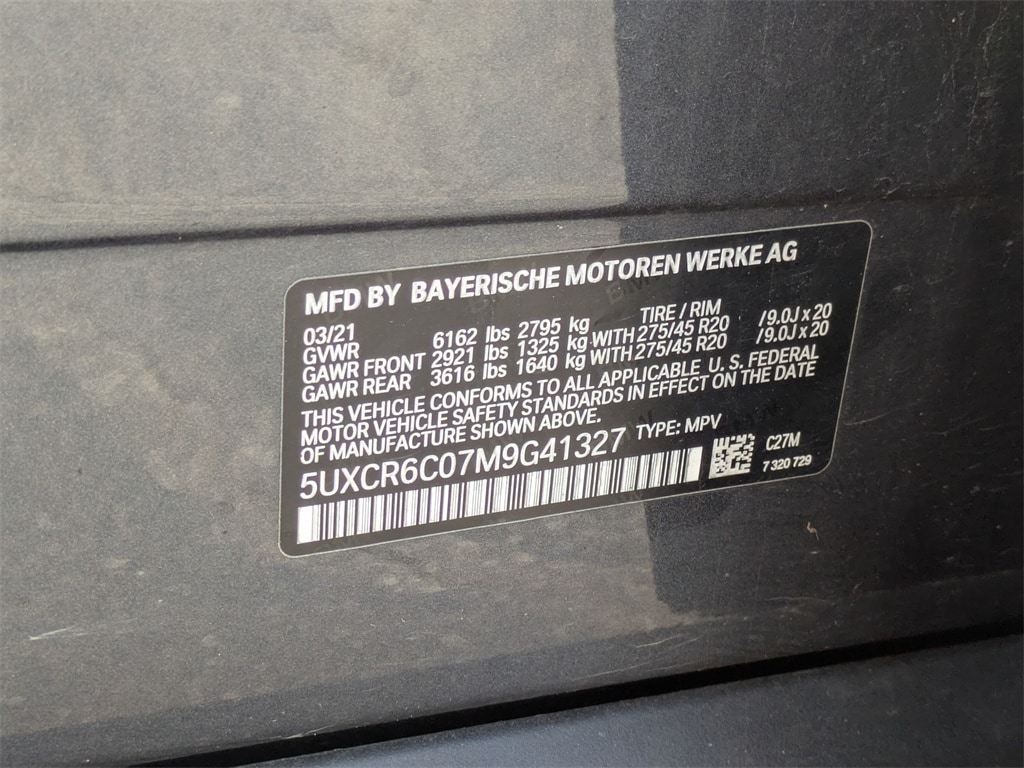 MFD BY BAYERISCHE MOTOREN WERKE AG
03/21 TIRE / RIM
GVWR 6162 lbs 2795 kg
GAWR FRONT 2921 lbs 1325 kg WITH 275/45 R20 /9.0J x 20
GAWR REAR 3616 lbs 1640 kg WITH 275/45 R20 /9.0J x 20
THIS VEHICLE CONFORMS TO ALL APPLICABLE U. S. FEDERAL
MOTOR VEHICLE SAFETY STANDARDS IN EFFECT ON THE DATE
OF MANUFACTURE SHOWN ABOVE.
5UXCR6C07M9G41327 TYPE: MPV
C27M
7 320 729